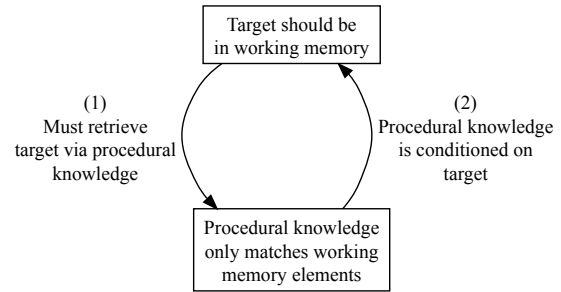 Target should be
in working memory
(1)
Must retrieve
target via procedural
knowledge
(2)
Procedural knowledge
is conditioned on
target
Procedural knowledge
only matches working
memory elements